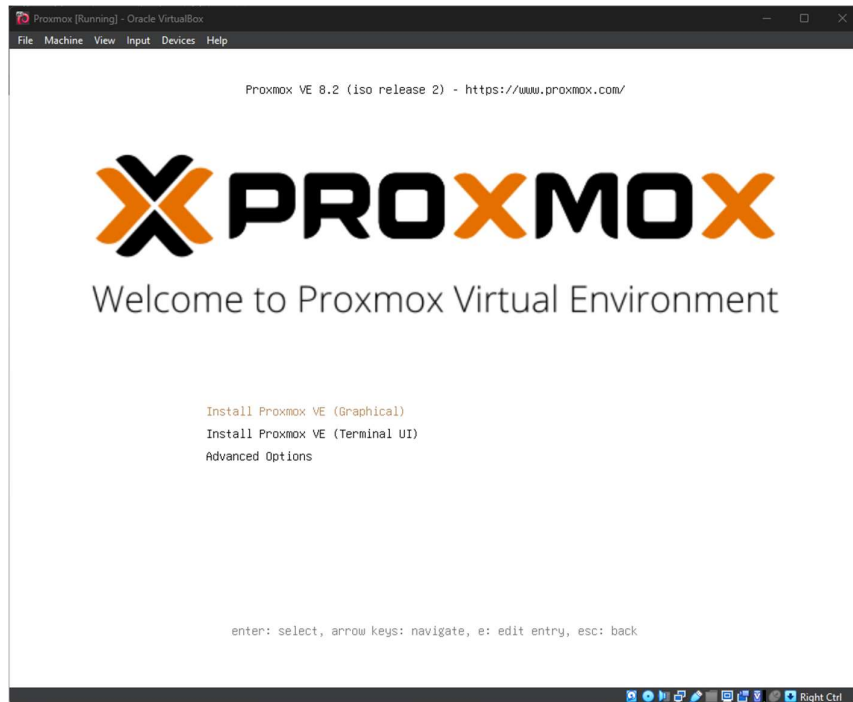 Proxmox [Running] - Oracle VirtualBox
File Machine View Input Devices Help
Proxmox VE 8.2 (iso release 2) - https://www.proxmox.com/
PROXMOX
Welcome to Proxmox Virtual Environment
Install Proxmox VE (Graphical)
Install Proxmox VE (Terminal UI)
Advanced Options
enter: select, arrow keys: navigate, e: edit entry, esc: back
Right Ctrl